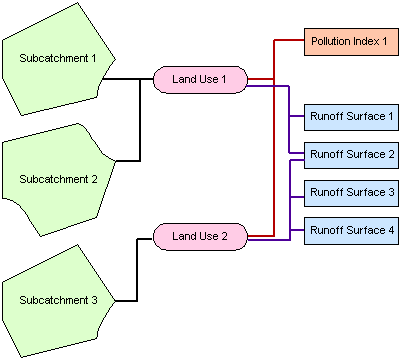 Subcatchment 1
Land Use 1
Pollution Index 1
Runoff Surface 1
Runoff Surface 2
Subcatchment 2
Runoff Surface 3
Runoff Surface 4
Land Use 2
Subcatchment 3